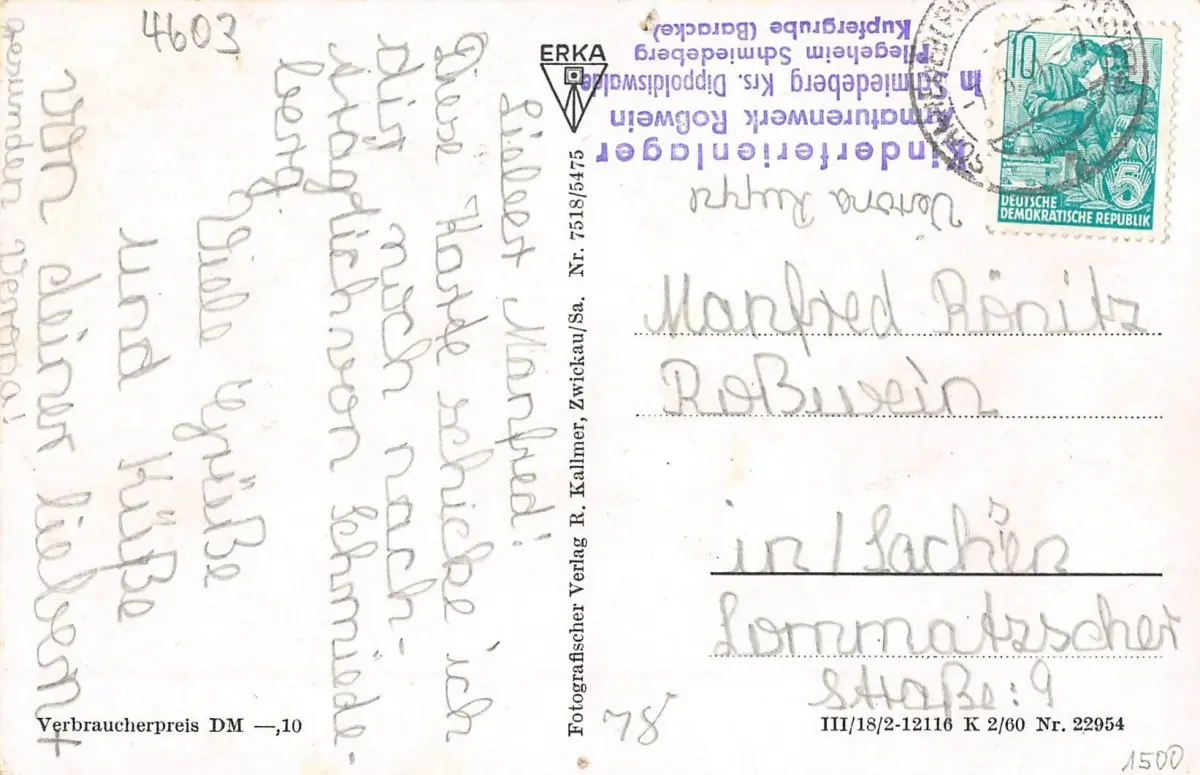 4603
Lieber Manfred!
Diese Karte schicke ich
Dir noch nach-
träglich von Schmiede-
berg.
Viele Grüße
und Küße
von deiner lieben
gesunden Verona!
ERKA
Fotografischer Verlag R. Kallmer, Zwickau/Sa. Nr. 7518/5475
Verbraucherpreis DM —,10
Kinderferienlager
Armaturenwerk Roßwein
in Schmiedeberg Krs. Dippoldiswalde
Pflegeheim Schmiedeberg
Kupfergrube (Baracke)
Verona Ruppe
10
5
DEUTSCHE
DEMOKRATISCHE REPUBLIK
Manfred Rönitz
Roßwein
in / Sachsen
Lommatzscher
Straße: 9
78
III/18/2-12116 K 2/60 Nr. 22954
1500